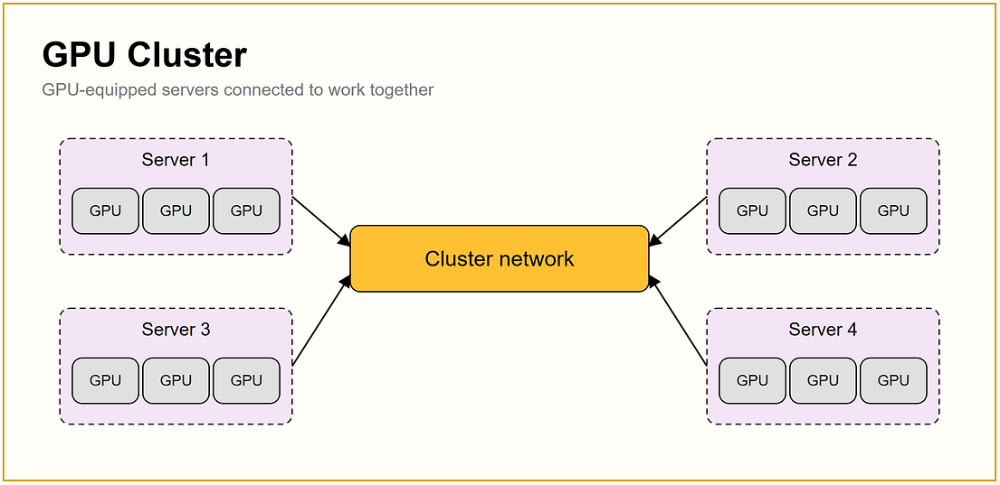 GPU Cluster
GPU-equipped servers connected to work together
Server 1
GPU GPU GPU
Server 2
GPU GPU GPU
Cluster network
Server 3
GPU GPU GPU
Server 4
GPU GPU GPU